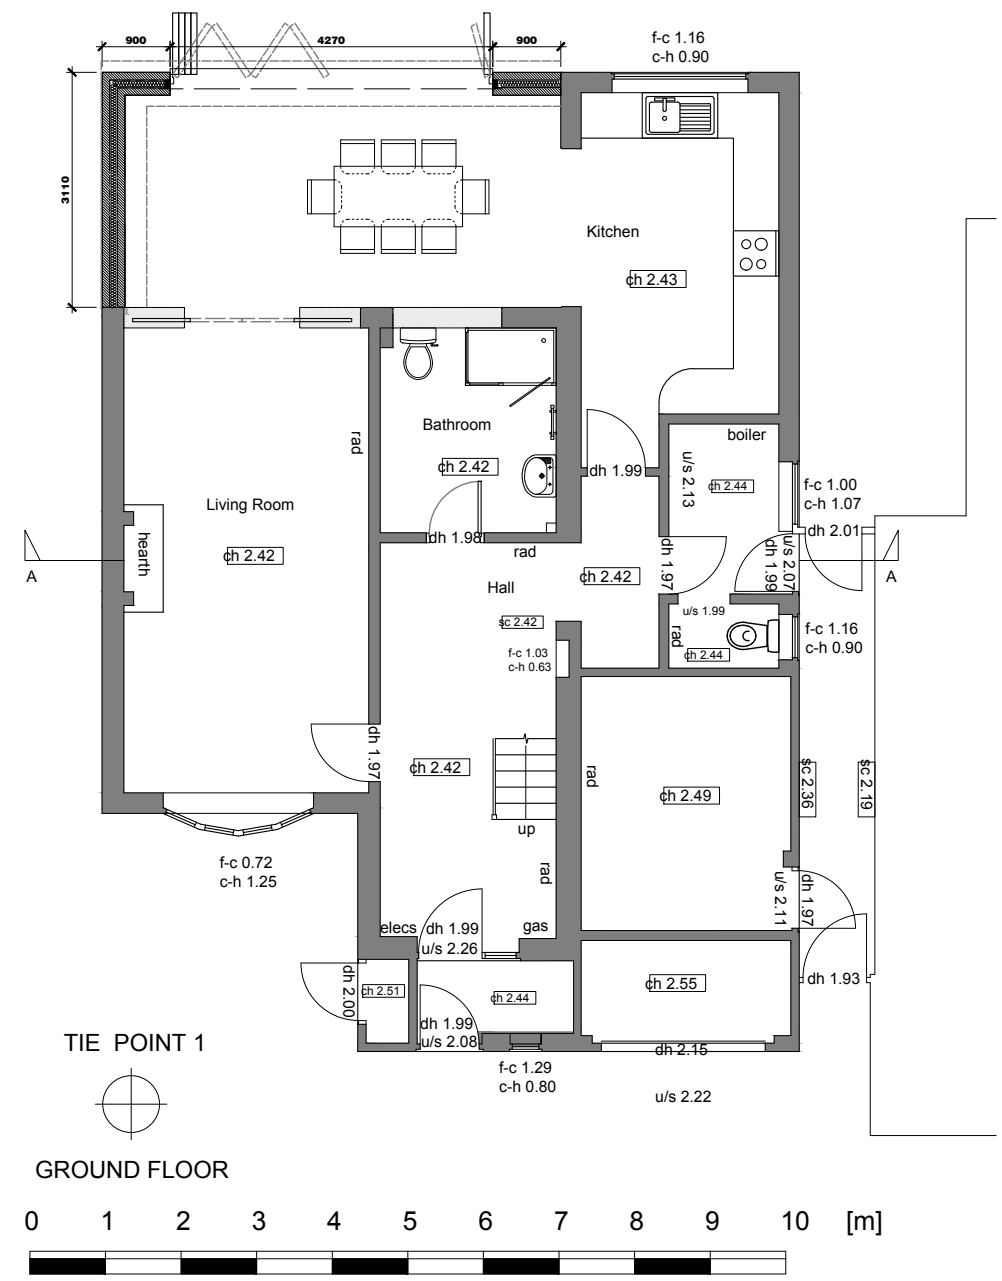 f-c 1.16
c-h 0.90
900
4270
900
3110
Kitchen
ch 2.43
Bathroom
ch 2.42
boiler
rad
dh 1.99
u/s 2.13
ch 2.44
f-c 1.00
c-h 1.07
Living Room
hearth
ch 2.42
dh 1.98
rad
dh 2.01
A
Hall
ch 2.42
dh 1.97
dh 1.99
u/s 2.07
A
sc 2.42
u/s 1.99
f-c 1.16
c-h 0.90
rad
ch 2.44
f-c 1.03
c-h 0.63
dh 1.97
ch 2.42
rad
ch 2.49
sc 2.36
sc 2.19
up
f-c 0.72
c-h 1.25
rad
u/s 2.11
dh 1.97
elecs
dh 1.99
gas
u/s 2.26
dh 2.00
ch 2.51
ch 2.44
ch 2.55
dh 1.93
dh 1.99
u/s 2.08
dh 2.15
f-c 1.29
c-h 0.80
u/s 2.22
TIE POINT 1
GROUND FLOOR
0 1 2 3 4 5 6 7 8 9 10 [m]